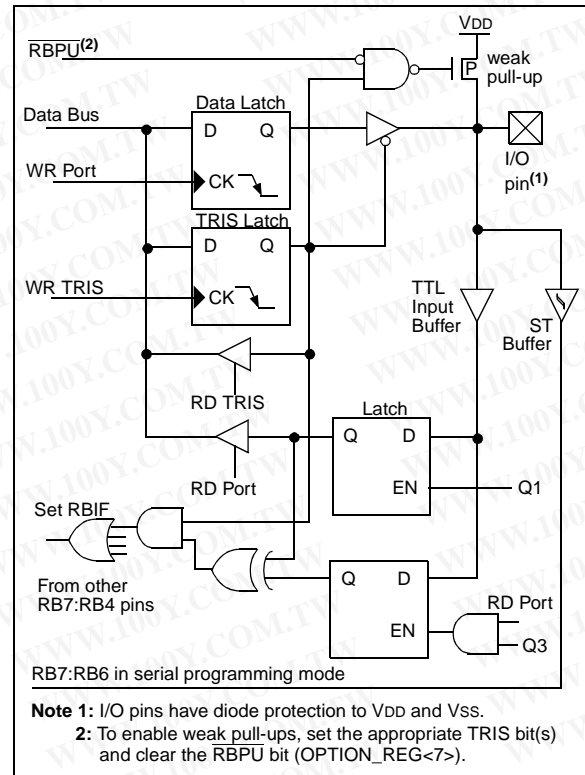 VDD
RBPU(2)
P
weak
pull-up
Data Latch
Data Bus
D Q
I/O
pin(1)
WR Port
CK
TRIS Latch
D Q
WR TRIS
CK
TTL
Input
Buffer
ST
Buffer
RD TRIS
Latch
Q D
RD Port
EN
Q1
Set RBIF
Q D
From other
RB7:RB4 pins
RD Port
EN
Q3
RB7:RB6 in serial programming mode
Note 1: I/O pins have diode protection to VDD and VSS.
2: To enable weak pull-ups, set the appropriate TRIS bit(s)
and clear the RBPU bit (OPTION_REG<7>).
WWW.100Y.COM.TW